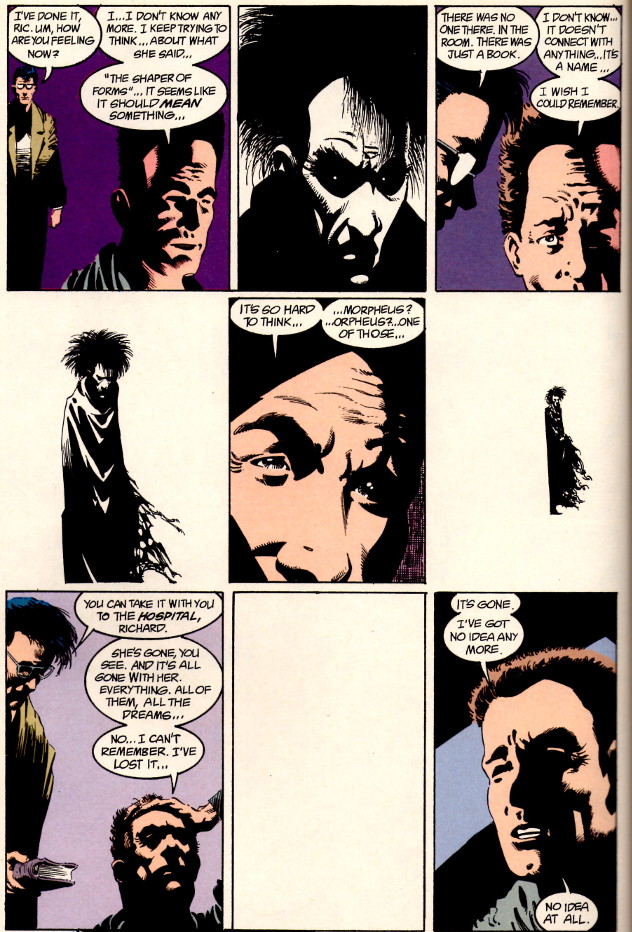 I'VE DONE IT,
RIC. UM, HOW
ARE YOU FEELING
NOW?
I...I DON'T KNOW ANY
MORE. I KEEP TRYING TO
THINK... ABOUT WHAT
SHE SAID...
"THE SHAPER OF
FORMS"... IT SEEMS LIKE
IT SHOULD MEAN
SOMETHING...
THERE WAS NO
ONE THERE. IN THE
ROOM. THERE WAS
JUST A BOOK.
I DON'T KNOW...
IT DOESN'T
CONNECT WITH
ANYTHING...IT'S
A NAME...
I WISH I
COULD REMEMBER.
IT'S SO HARD
TO THINK...
...MORPHEUS?
...ORPHEUS?..ONE
OF THOSE...
YOU CAN TAKE IT WITH YOU
TO THE HOSPITAL,
RICHARD.
SHE'S GONE, YOU
SEE. AND IT'S ALL
GONE WITH HER.
EVERYTHING. ALL OF
THEM, ALL THE
DREAMS...
NO... I CAN'T
REMEMBER. I'VE
LOST IT...
IT'S GONE.
I'VE GOT
NO IDEA ANY
MORE.
NO IDEA
AT ALL.